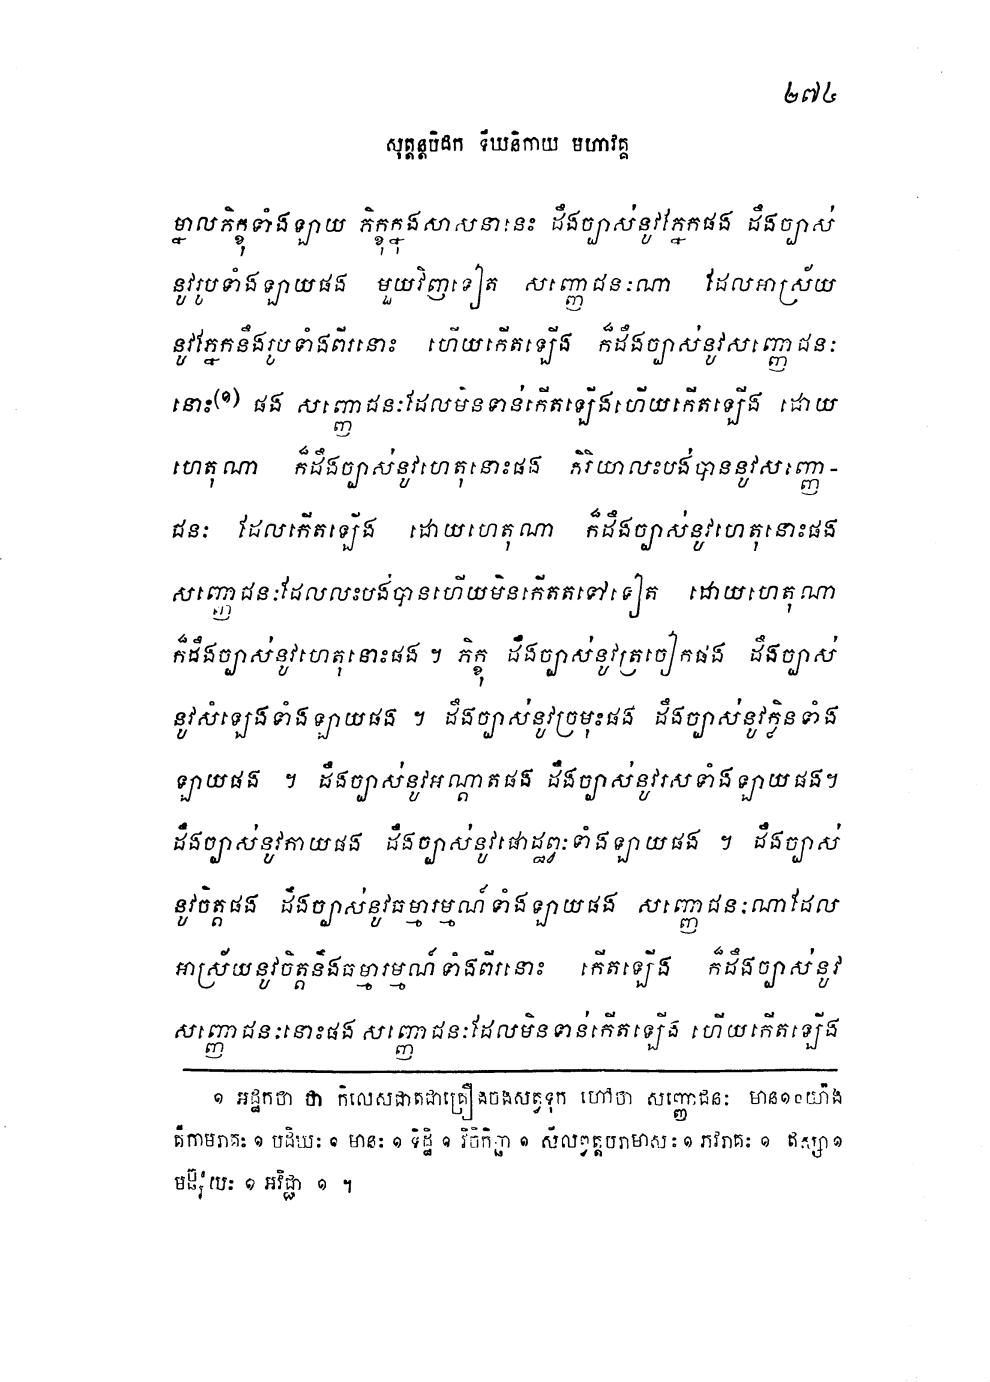 ២៧៤
សុត្តន្តបិដក ទីឃនិកាយ មហាវគ្គ
ម្នាលភិក្ខុទាំងឡាយ ភិក្ខុក្នុងសាសនានេះ ដឹងច្បាស់នូវភ្នែកផង ដឹងច្បាស់
នូវរូបទាំងឡាយផង មួយវិញទៀត សញ្ញោជនៈណា ដែលអាស្រ័យ
នូវភ្នែកនឹងរូបទាំងពីរនោះ ហើយកើតឡើង ក៏ដឹងច្បាស់នូវសញ្ញោជនៈ
នោះ(១) ផង សញ្ញោជនៈដែលមិនទាន់កើតឡើងហើយកើតឡើង ដោយ
ហេតុណា ក៏ដឹងច្បាស់នូវហេតុនោះផង កិរិយាលះបង់បាននូវសញ្ញោ-
ជនៈ ដែលកើតឡើង ដោយហេតុណា ក៏ដឹងច្បាស់នូវហេតុនោះផង
សញ្ញោជនៈដែលលះបង់បានហើយមិនកើតតទៅទៀត ដោយហេតុណា
ក៏ដឹងច្បាស់នូវហេតុនោះផង ។ ភិក្ខុ ដឹងច្បាស់នូវត្រចៀកផង ដឹងច្បាស់
នូវសំឡេងទាំងឡាយផង ។ ដឹងច្បាស់នូវច្រមុះផង ដឹងច្បាស់នូវក្លិនទាំង
ឡាយផង ។ ដឹងច្បាស់នូវអណ្តាតផង ដឹងច្បាស់នូវរសទាំងឡាយផង។
ដឹងច្បាស់នូវកាយផង ដឹងច្បាស់នូវផោដ្ឋព្វៈទាំងឡាយផង ។ ដឹងច្បាស់
នូវចិត្តផង ដឹងច្បាស់នូវធម្មារម្មណ៍ទាំងឡាយផង សញ្ញោជនៈណាដែល
អាស្រ័យនូវចិត្តនឹងធម្មារម្មណ៍ទាំងពីរនោះ កើតឡើង ក៏ដឹងច្បាស់នូវ
សញ្ញោជនៈនោះផង សញ្ញោជនៈដែលមិនទាន់កើតឡើង ហើយកើតឡើង
១ អដ្ឋកថា ថា កិលេសជាតជាគ្រឿងចងសត្វទុក ហៅថា សញ្ញោជនៈ មាន១០យ៉ាង
គឺកាមរាគៈ ១ បដិឃៈ ១ មានៈ ១ ទិដ្ឋិ ១ វិចិកិច្ឆា ១ សីលព្វត្តបរាមាសៈ ១ ភវរាគៈ ១ ឥស្សា ១
មច្ឆរិយៈ ១ អវិជ្ជា ១ ។